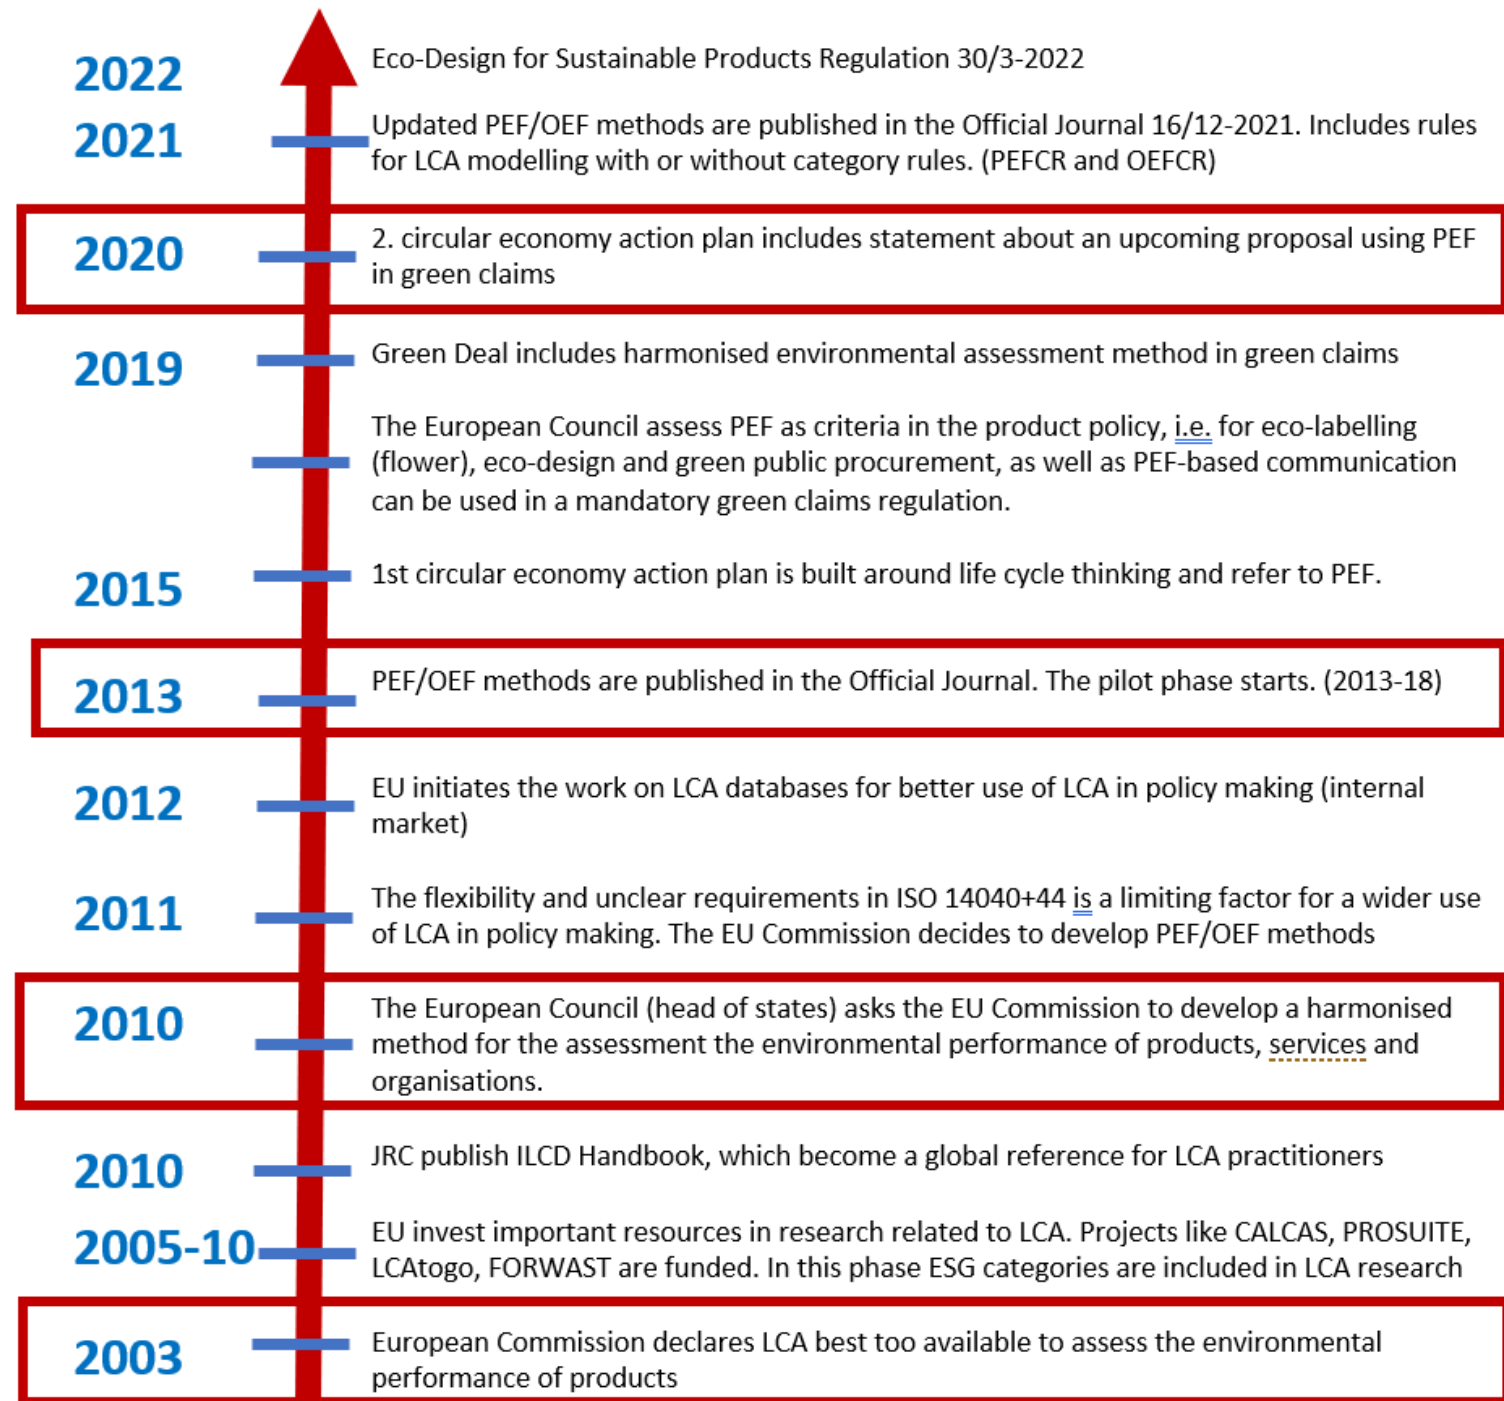 2022
Eco-Design for Sustainable Products Regulation 30/3-2022
2021
Updated PEF/OEF methods are published in the Official Journal 16/12-2021. Includes rules
for LCA modelling with or without category rules. (PEFCR and OEFCR)
2020
2. circular economy action plan includes statement about an upcoming proposal using PEF
in green claims
2019
Green Deal includes harmonised environmental assessment method in green claims
The European Council assess PEF as criteria in the product policy, i.e. for eco-labelling
(flower), eco-design and green public procurement, as well as PEF-based communication
can be used in a mandatory green claims regulation.
2015
1st circular economy action plan is built around life cycle thinking and refer to PEF.
2013
PEF/OEF methods are published in the Official Journal. The pilot phase starts. (2013-18)
2012
EU initiates the work on LCA databases for better use of LCA in policy making (internal
market)
2011
The flexibility and unclear requirements in ISO 14040+44 is a limiting factor for a wider use
of LCA in policy making. The EU Commission decides to develop PEF/OEF methods
2010
The European Council (head of states) asks the EU Commission to develop a harmonised
method for the assessment the environmental performance of products, services and
organisations.
2010
JRC publish ILCD Handbook, which become a global reference for LCA practitioners
2005-10
EU invest important resources in research related to LCA. Projects like CALCAS, PROSUITE,
LCAtogo, FORWAST are funded. In this phase ESG categories are included in LCA research
2003
European Commission declares LCA best too available to assess the environmental
performance of products